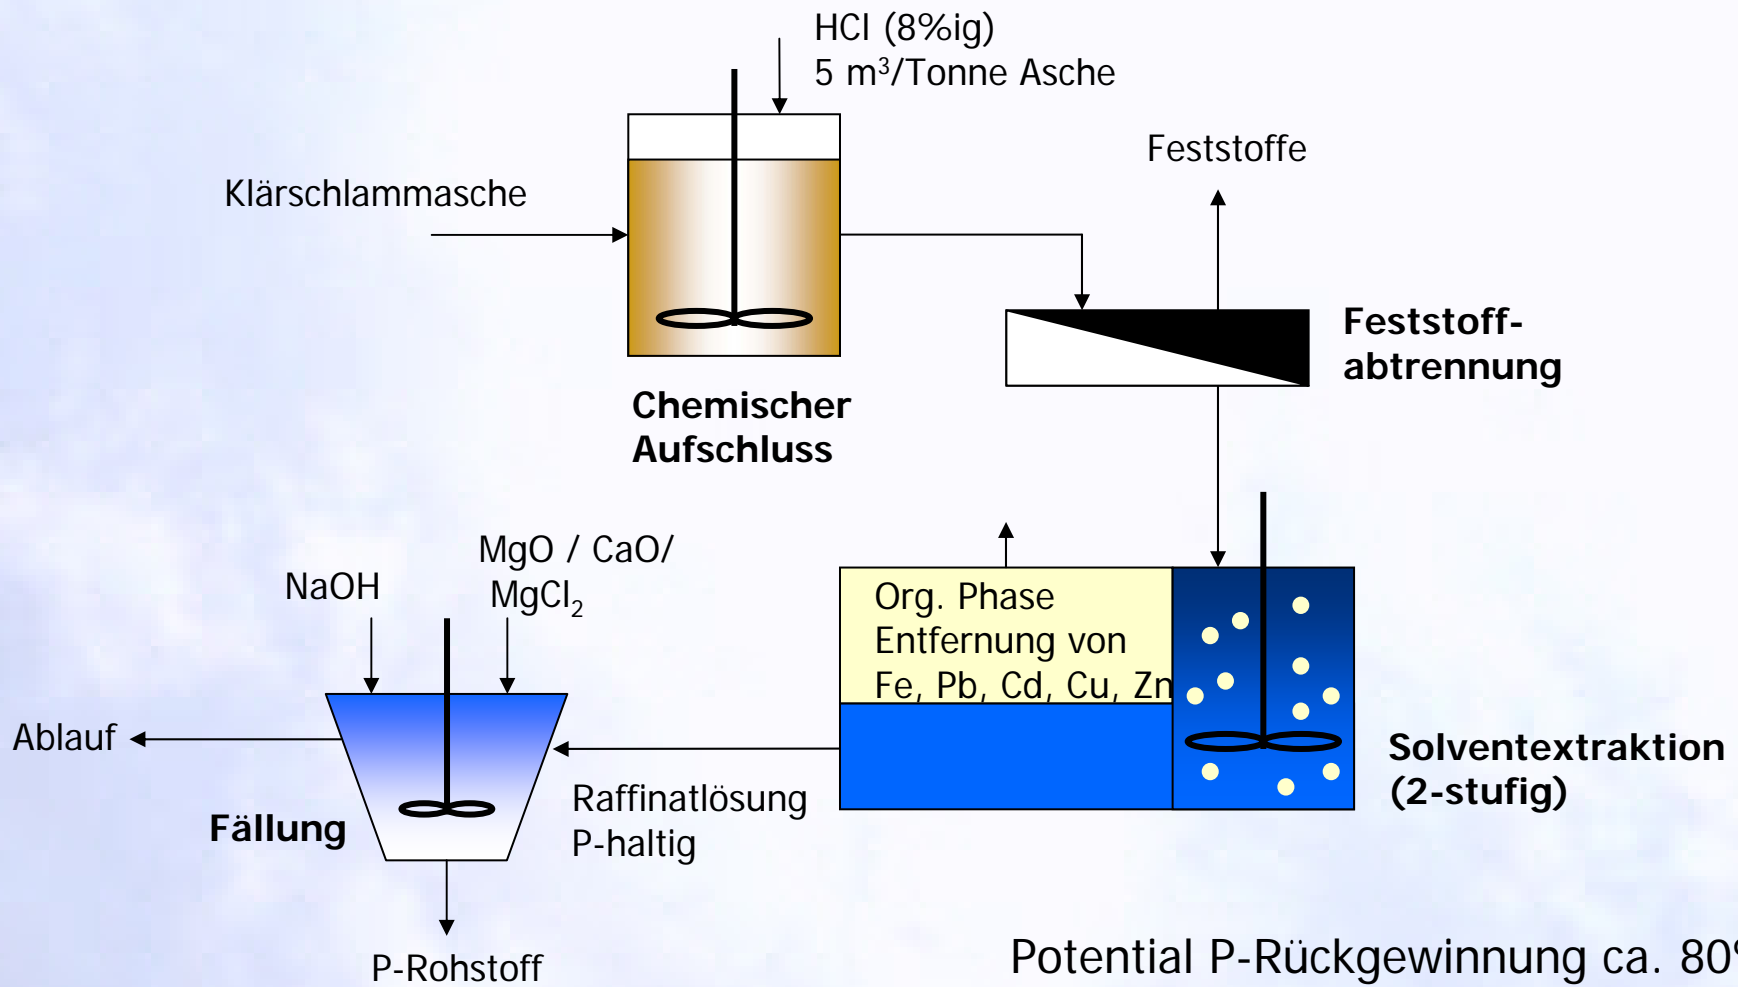 HCl (8%ig)
5 m³/Tonne Asche
Klärschlammasche
Feststoffe
Feststoff-
abtrennung
Chemischer
Aufschluss
MgO / CaO/
MgCl₂
NaOH
Org. Phase
Entfernung von
Fe, Pb, Cd, Cu, Zn
Ablauf
Solventextraktion
(2-stufig)
Raffinatlösung
P-haltig
Fällung
P-Rohstoff
Potential P-Rückgewinnung ca. 80%